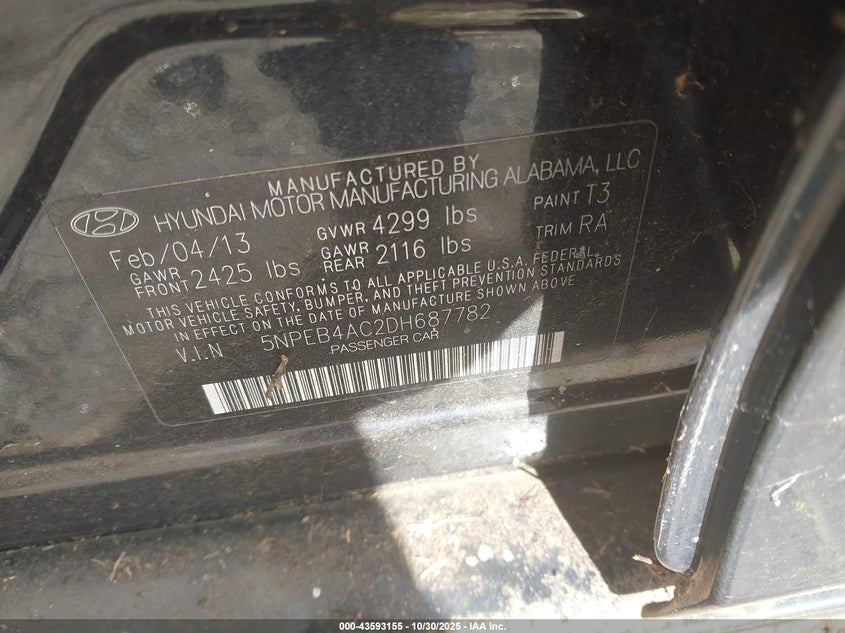 MANUFACTURED BY
HYUNDAI MOTOR MANUFACTURING ALABAMA, LLC
Feb/04/13 GVWR 4299 lbs PAINT T3
GAWR FRONT 2425 lbs GAWR REAR 2116 lbs TRIM RA
THIS VEHICLE CONFORMS TO ALL APPLICABLE U.S.A. FEDERAL
MOTOR VEHICLE SAFETY, BUMPER, AND THEFT PREVENTION STANDARDS
IN EFFECT ON THE DATE OF MANUFACTURE SHOWN ABOVE
V.I.N 5NPEB4AC2DH687782
PASSENGER CAR
000-43593155 - 10/30/2025 - IAA Inc.